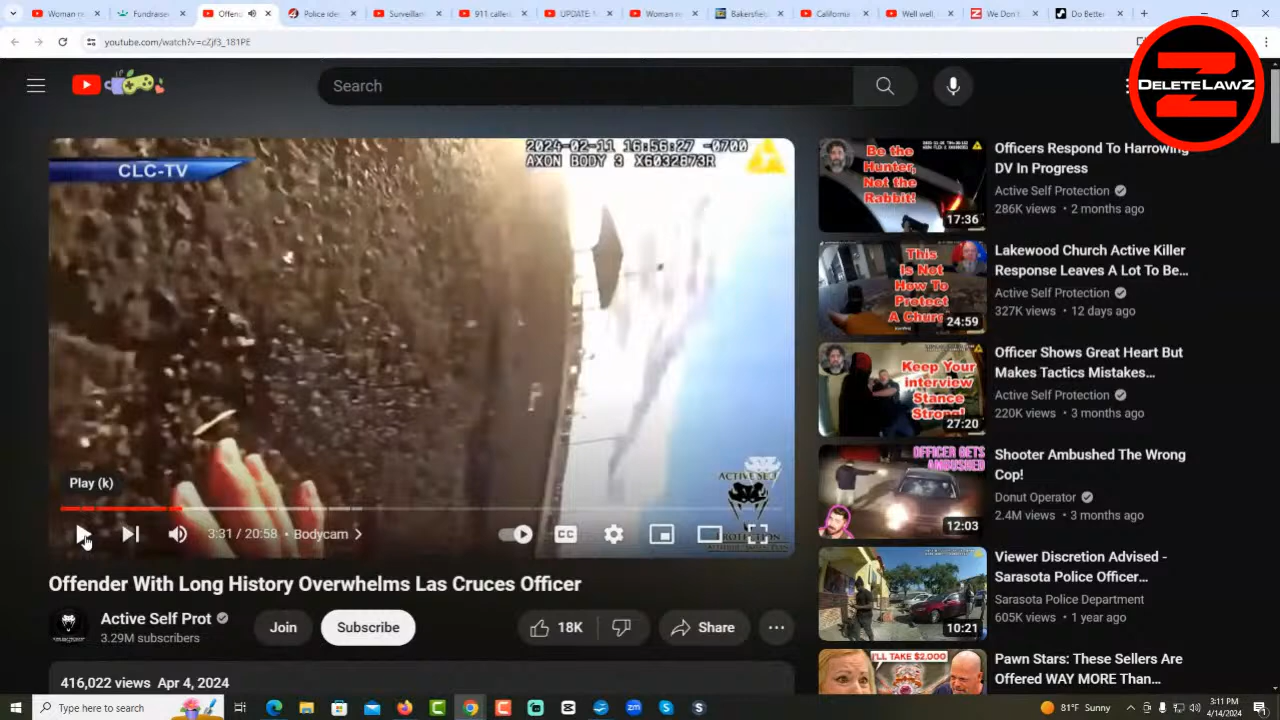 Woman re
Fundraise
Offen
Police ide
Surveillan
911 caller
UPDATE: M
Woman re
Bakersfie
California
Well well,
We Don't
Do Better
youtube.com/watch?v=cZjf3_181PE
Search
DELETELAWZ
2024-02-11 16:56:27 -0700
AXON BODY 3 X6032873R
CLC-TV
ACTIVE SELF
Play (k)
3:31 / 20:58 • Bodycam
CC
Offender With Long History Overwhelms Las Cruces Officer
Active Self Prot
3.29M subscribers
Join
Subscribe
18K
Share
416,022 views Apr 4, 2024
Be the
Hunter,
Not the
Rabbit!
17:36
Officers Respond To Harrowing
DV In Progress
Active Self Protection
286K views • 2 months ago
This
Is Not
How To
Protect
A Church
24:59
Lakewood Church Active Killer
Response Leaves A Lot To Be...
Active Self Protection
327K views • 12 days ago
Keep Your
interview
Stance
Strong!
27:20
Officer Shows Great Heart But
Makes Tactics Mistakes...
Active Self Protection
220K views • 3 months ago
OFFICER GETS
AMBUSHED
12:03
Shooter Ambushed The Wrong
Cop!
Donut Operator
2.4M views • 3 months ago
10:21
Viewer Discretion Advised -
Sarasota Police Officer...
Sarasota Police Department
605K views • 1 year ago
I'LL TAKE $2,000
Pawn Stars: These Sellers Are
Offered WAY MORE Than...
Type here to search
81°F Sunny
3:11 PM
4/14/2024